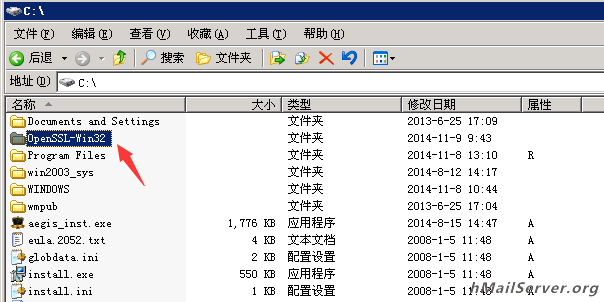 C:\
文件(F) 编辑(E) 查看(V) 收藏(A) 工具(T) 帮助(H)
后退 搜索 文件夹
地址(D) C:\
名称 大小 类型 修改日期 属性
Documents and Settings 文件夹 2013-6-25 17:09
OpenSSL-Win32 文件夹 2014-11-9 9:43
Program Files 文件夹 2014-11-8 13:10 R
win2003_sys 文件夹 2014-8-12 14:17
WINDOWS 文件夹 2014-11-8 10:44
wmpub 文件夹 2013-6-25 17:04
aegis_inst.exe 1,776 KB 应用程序 2014-8-15 14:47 A
eula.2052.txt 4 KB 文本文档 2008-1-5 11:48 A
globdata.ini 2 KB 配置设置 2008-1-5 11:48 A
install.exe 550 KB 应用程序 2008-1-5 11:48 A
install.ini 1 KB 配置设置 2008-1-5 11:48 A
hMailServer.org